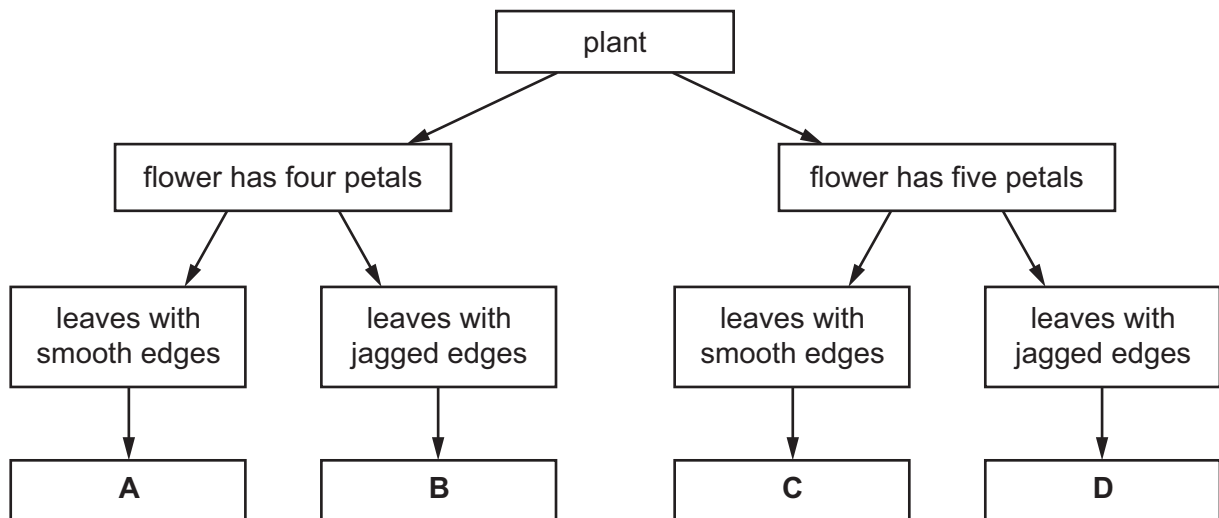 plant
flower has four petals
flower has five petals
leaves with
smooth edges
leaves with
jagged edges
leaves with
smooth edges
leaves with
jagged edges
A
B
C
D